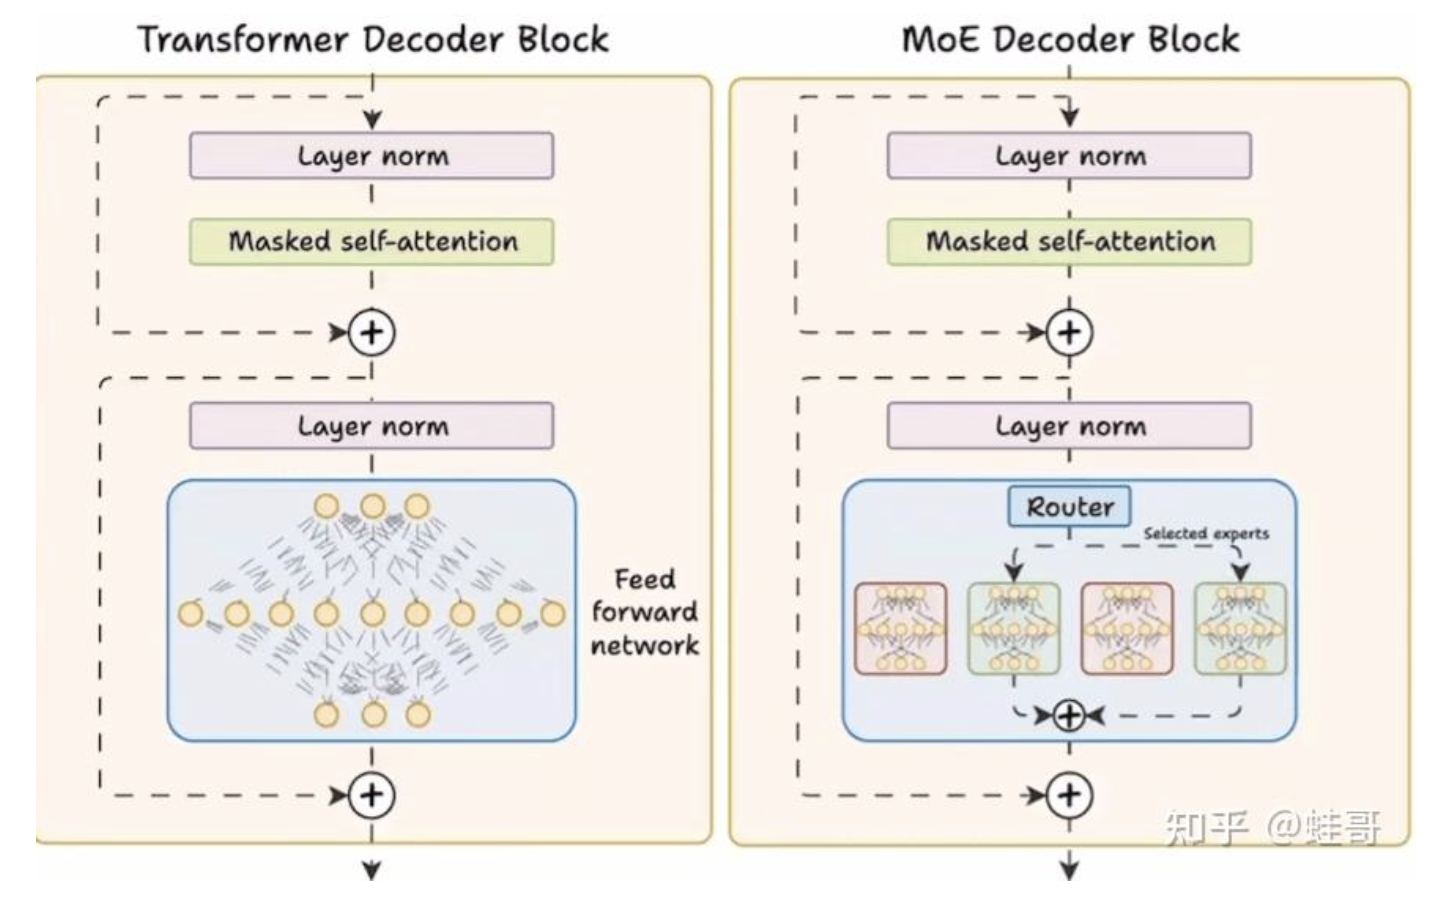 Transformer Decoder Block
Layer norm
Masked self-attention
Layer norm
Feed
forward
network
MoE Decoder Block
Layer norm
Masked self-attention
Layer norm
Router
Selected experts
知乎 @蛙哥